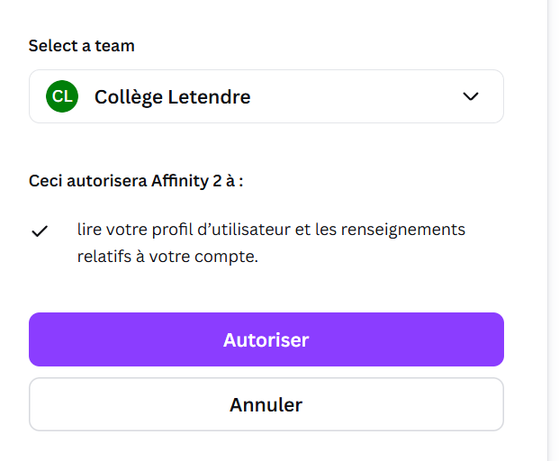 Select a team
CL Collège Letendre
Ceci autorisera Affinity 2 à :
lire votre profil d’utilisateur et les renseignements
relatifs à votre compte.
Autoriser
Annuler